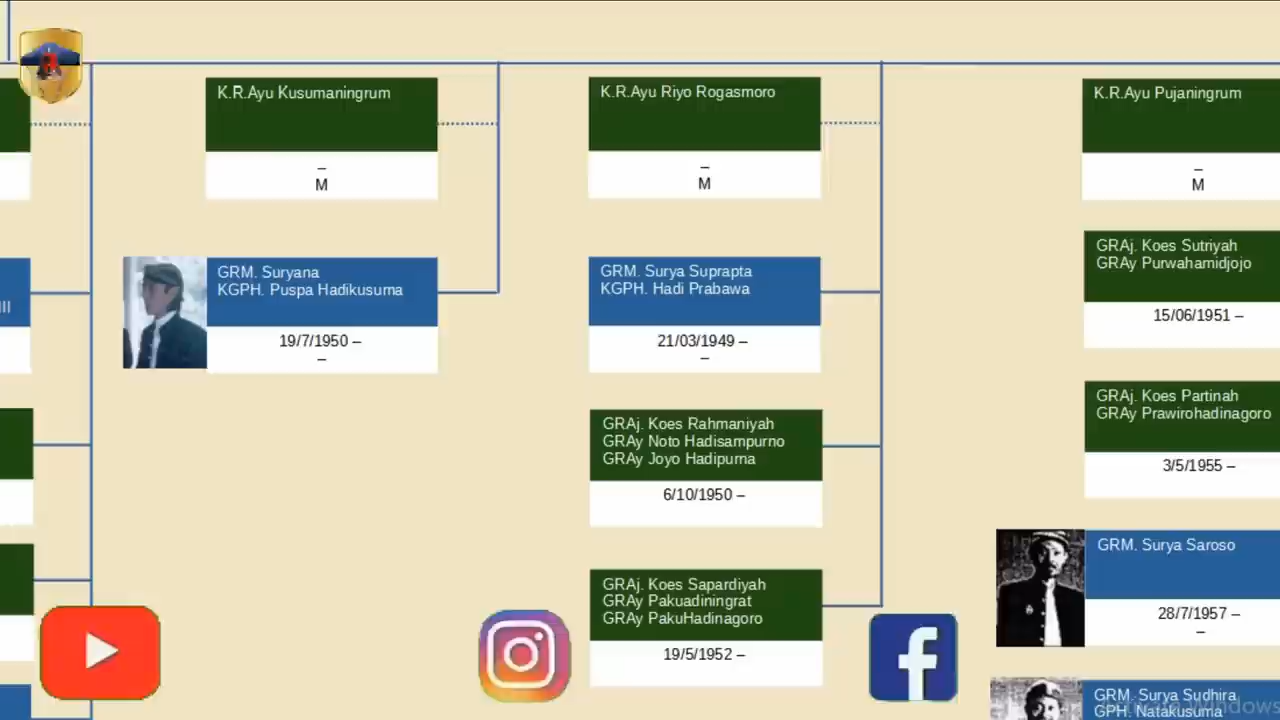 K.R.Ayu Kusumaningrum
–
M
GRM. Suryana
KGPH. Puspa Hadikusuma
19/7/1950 –
–
K.R.Ayu Riyo Rogasmoro
–
M
GRM. Surya Suprapta
KGPH. Hadi Prabawa
21/03/1949 –
–
GRAj. Koes Rahmaniyah
GRAy Noto Hadisampurno
GRAy Joyo Hadipurna
6/10/1950 –
GRAj. Koes Sapardiyah
GRAy Pakuadiningrat
GRAy PakuHadinagoro
19/5/1952 –
K.R.Ayu Pujaningrum
–
M
GRAj. Koes Sutriyah
GRAy Purwahamidjojo
15/06/1951 –
GRAj. Koes Partinah
GRAy Prawirohadinagoro
3/5/1955 –
GRM. Surya Saroso
28/7/1957 –
–
GRM. Surya Sudhira
GPH. Natakusuma
III